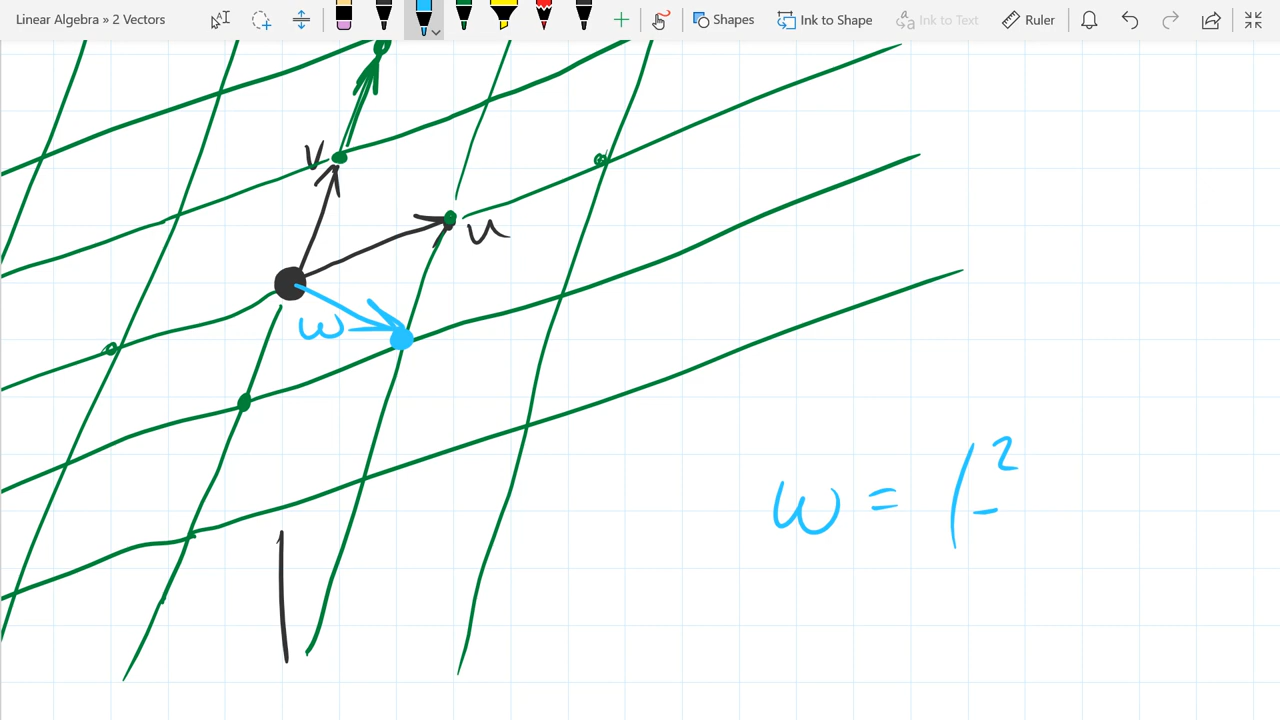 Linear Algebra » 2 Vectors
Shapes
Ink to Shape
Ink to Text
Ruler
v
u
w
w = ( 2
-